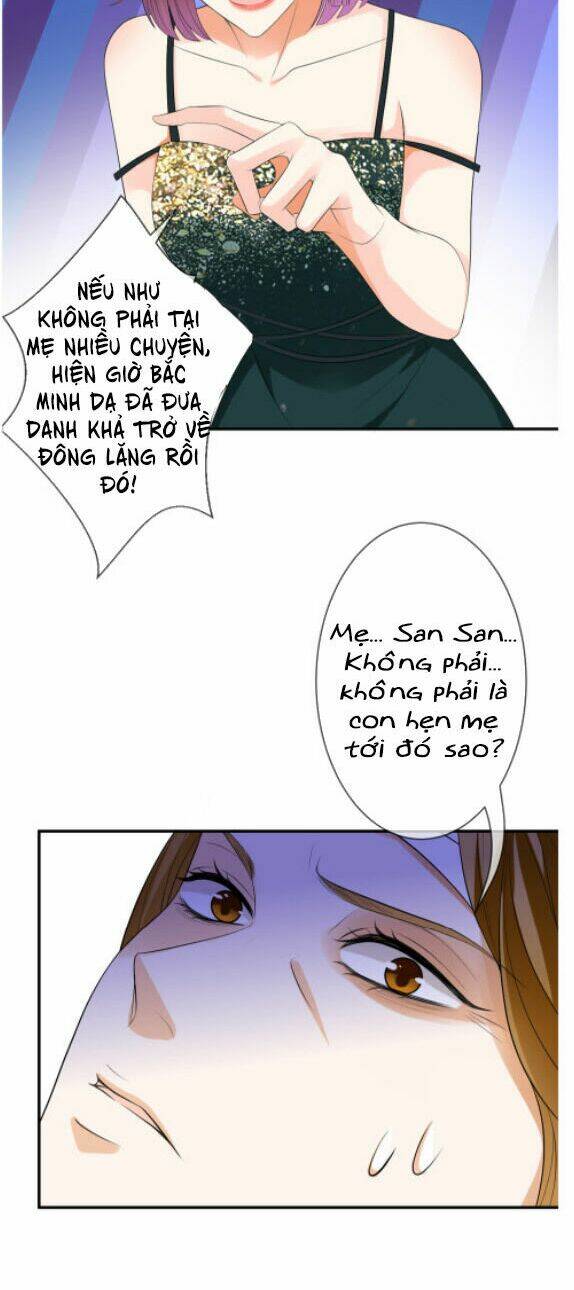 NẾU NHƯ
KHÔNG PHẢI TẠI
MẸ NHIỀU CHUYỆN,
HIỆN GIỜ BẮC
MINH DẠ ĐÃ ĐƯA
DANH KHẢ TRỞ VỀ
ĐÔNG LĂNG RỒI
ĐÓ!
Mẹ... San San...
Không phải...
không phải là
con hẹn mẹ
tới đó sao?